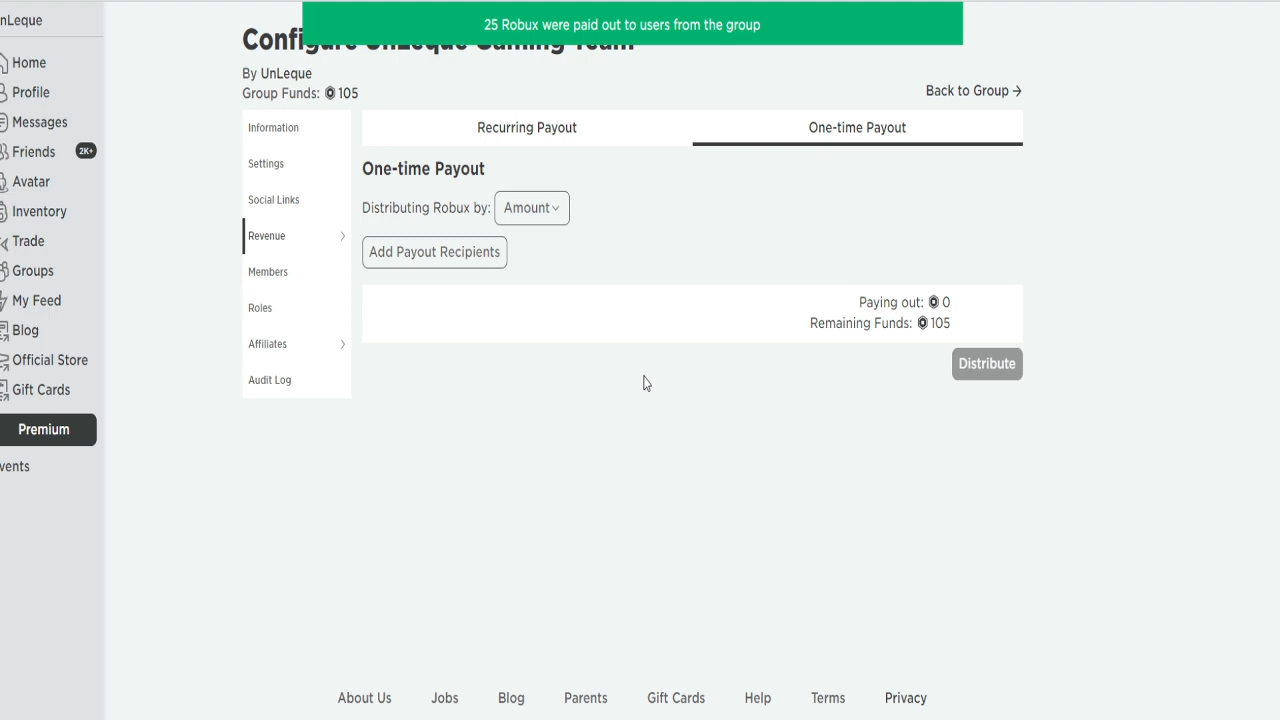 nLeque
Home
Profile
Messages
Friends 2K+
Avatar
Inventory
Trade
Groups
My Feed
Blog
Official Store
Gift Cards
Premium
vents
25 Robux were paid out to users from the group
Configure UnLeque Gaming Team
By UnLeque
Group Funds: 105
Back to Group →
Information
Settings
Social Links
Revenue
Members
Roles
Affiliates
Audit Log
Recurring Payout
One-time Payout
One-time Payout
Distributing Robux by: Amount
Add Payout Recipients
Paying out: 0
Remaining Funds: 105
Distribute
About Us Jobs Blog Parents Gift Cards Help Terms Privacy